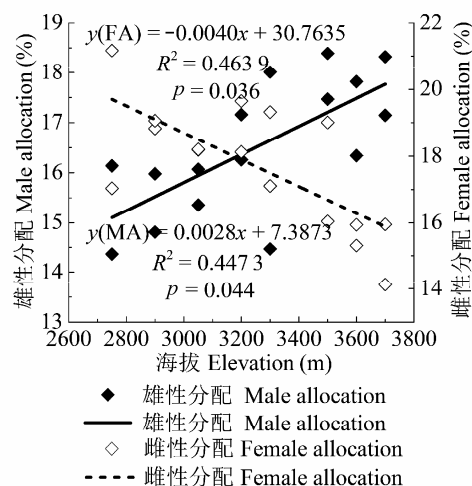 19
18
17
16
15
14
13
雄性分配 Male allocation (%)
y(FA) = −0.0040x + 30.7635
R² = 0.463 9
p = 0.036
y(MA) = 0.0028x + 7.3873
R² = 0.447 3
p = 0.044
22
20
18
16
14
雌性分配 Female allocation (%)
2600 2800 3000 3200 3400 3600 3800
海拔 Elevation (m)
雄性分配 Male allocation
雄性分配 Male allocation
雌性分配 Female allocation
雌性分配 Female allocation